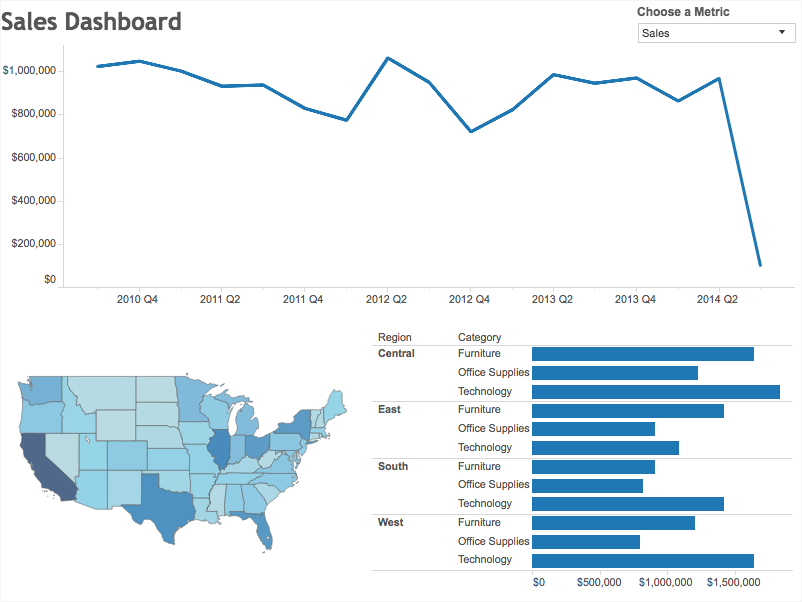 Sales Dashboard
Choose a Metric
Sales
$1,000,000
$800,000
$600,000
$400,000
$200,000
$0
2010 Q4 2011 Q2 2011 Q4 2012 Q2 2012 Q4 2013 Q2 2013 Q4 2014 Q2
Region Category
Central Furniture
Office Supplies
Technology
East Furniture
Office Supplies
Technology
South Furniture
Office Supplies
Technology
West Furniture
Office Supplies
Technology
$0 $500,000 $1,000,000 $1,500,000